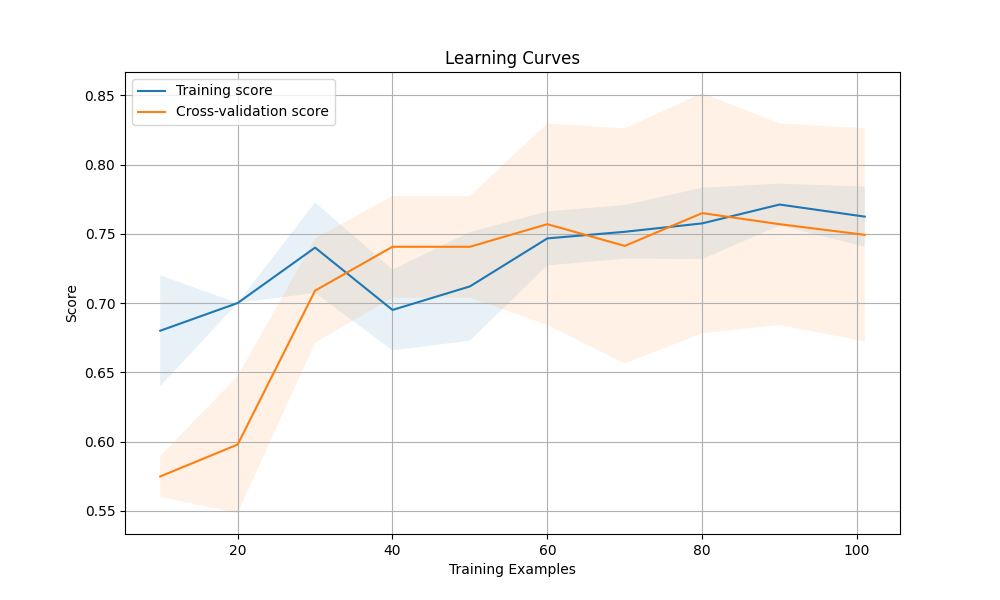 Learning Curves
Training score
Cross-validation score
0.85
0.80
0.75
0.70
0.65
0.60
0.55
Score
20 40 60 80 100
Training Examples